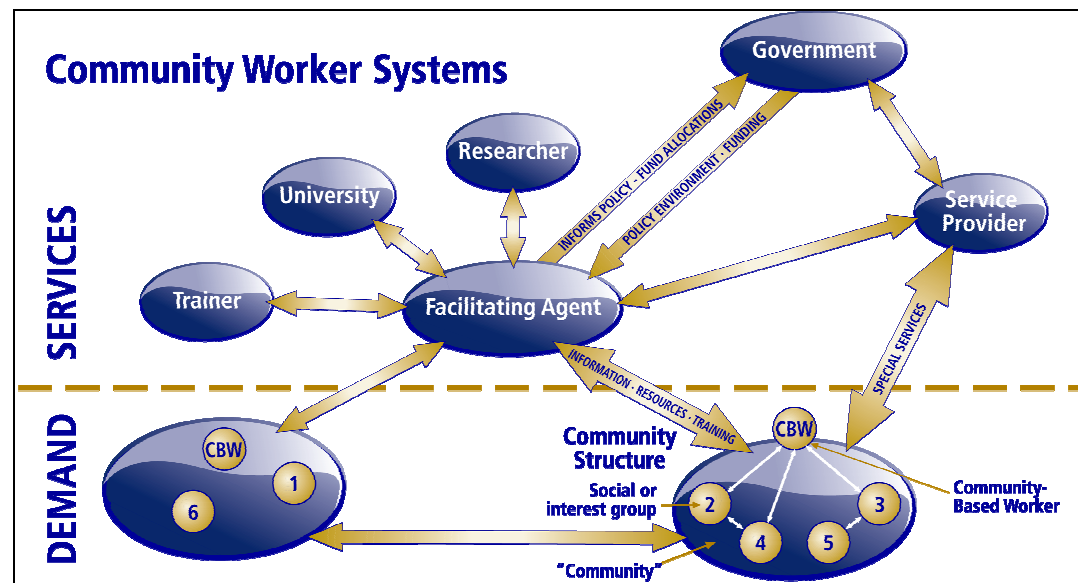 Community Worker Systems
Government
Researcher
University
Service
Provider
Trainer
Facilitating Agent
INFORMS POLICY - FUND ALLOCATIONS
POLICY ENVIRONMENT · FUNDING
SERVICES
INFORMATION · RESOURCES · TRAINING
SPECIAL SERVICES
DEMAND
CBW
1
6
Community
Structure
CBW
Social or
interest group
2
3
4
5
Community-
Based Worker
"Community"